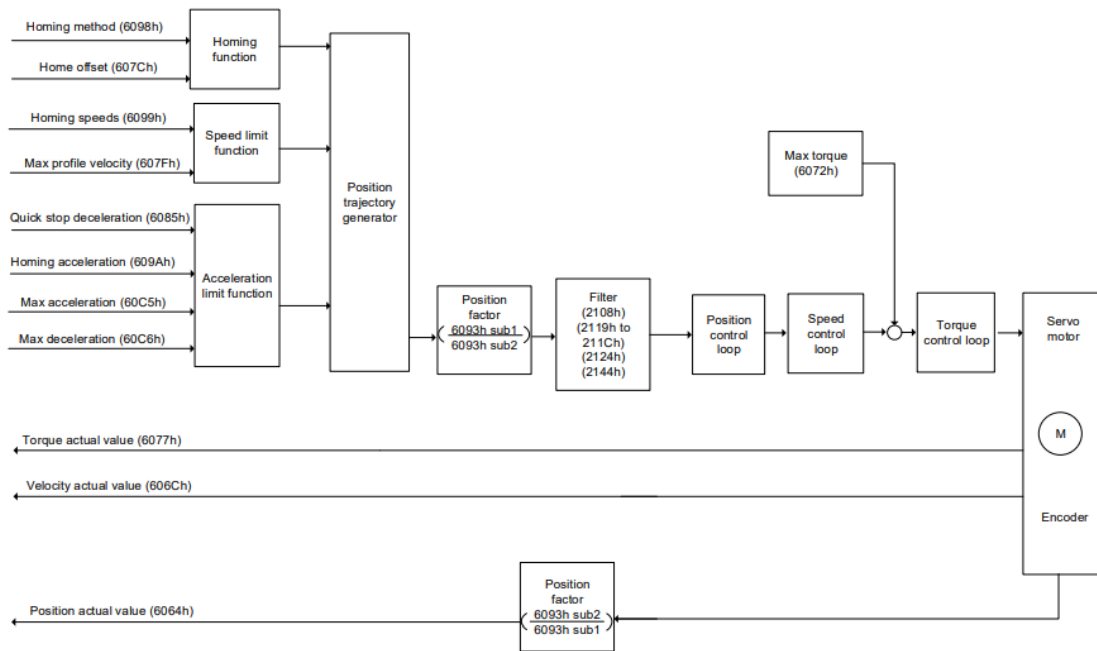 Homing method (6098h)
Home offset (607Ch)
Homing
function
Homing speeds (6099h)
Max profile velocity (607Fh)
Speed limit
function
Quick stop deceleration (6085h)
Homing acceleration (609Ah)
Max acceleration (60C5h)
Max deceleration (60C6h)
Acceleration
limit function
Position
trajectory
generator
Position
factor
(6093h sub1
6093h sub2)
Filter
(2108h)
(2119h to
211Ch)
(2124h)
(2144h)
Position
control
loop
Speed
control
loop
Max torque
(6072h)
Torque
control loop
Servo
motor
M
Encoder
Torque actual value (6077h)
Velocity actual value (606Ch)
Position actual value (6064h)
Position
factor
(6093h sub2
6093h sub1)